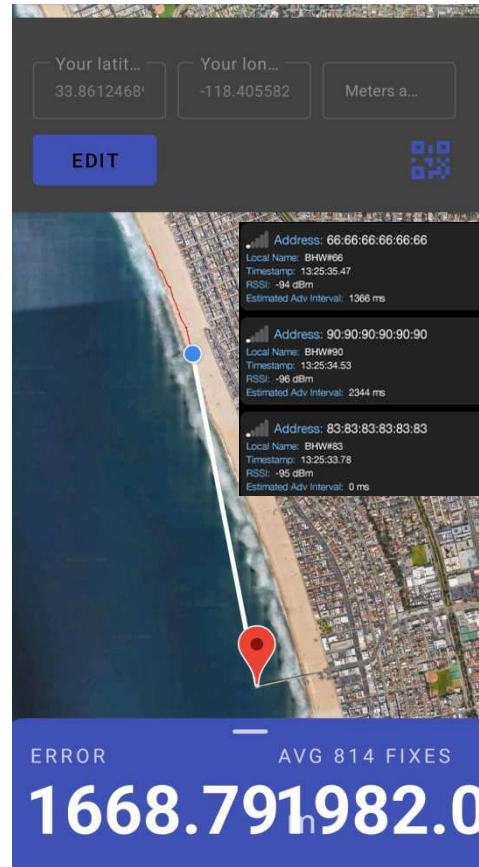 Your latit...
Your lon...
33.86124689
-118.405582
Meters a...
EDIT
Address: 66:66:66:66:66:66
Local Name: BHW#66
Timestamp: 13:25:35.47
RSSI: -94 dBm
Estimated Adv Interval: 1366 ms
Address: 90:90:90:90:90:90
Local Name: BHW#90
Timestamp: 13:25:34.53
RSSI: -96 dBm
Estimated Adv Interval: 2344 ms
Address: 83:83:83:83:83:83
Local Name: BHW#83
Timestamp: 13:25:33.78
RSSI: -95 dBm
Estimated Adv Interval: 0 ms
ERROR
AVG 814 FIXES
1668.791982.0
m